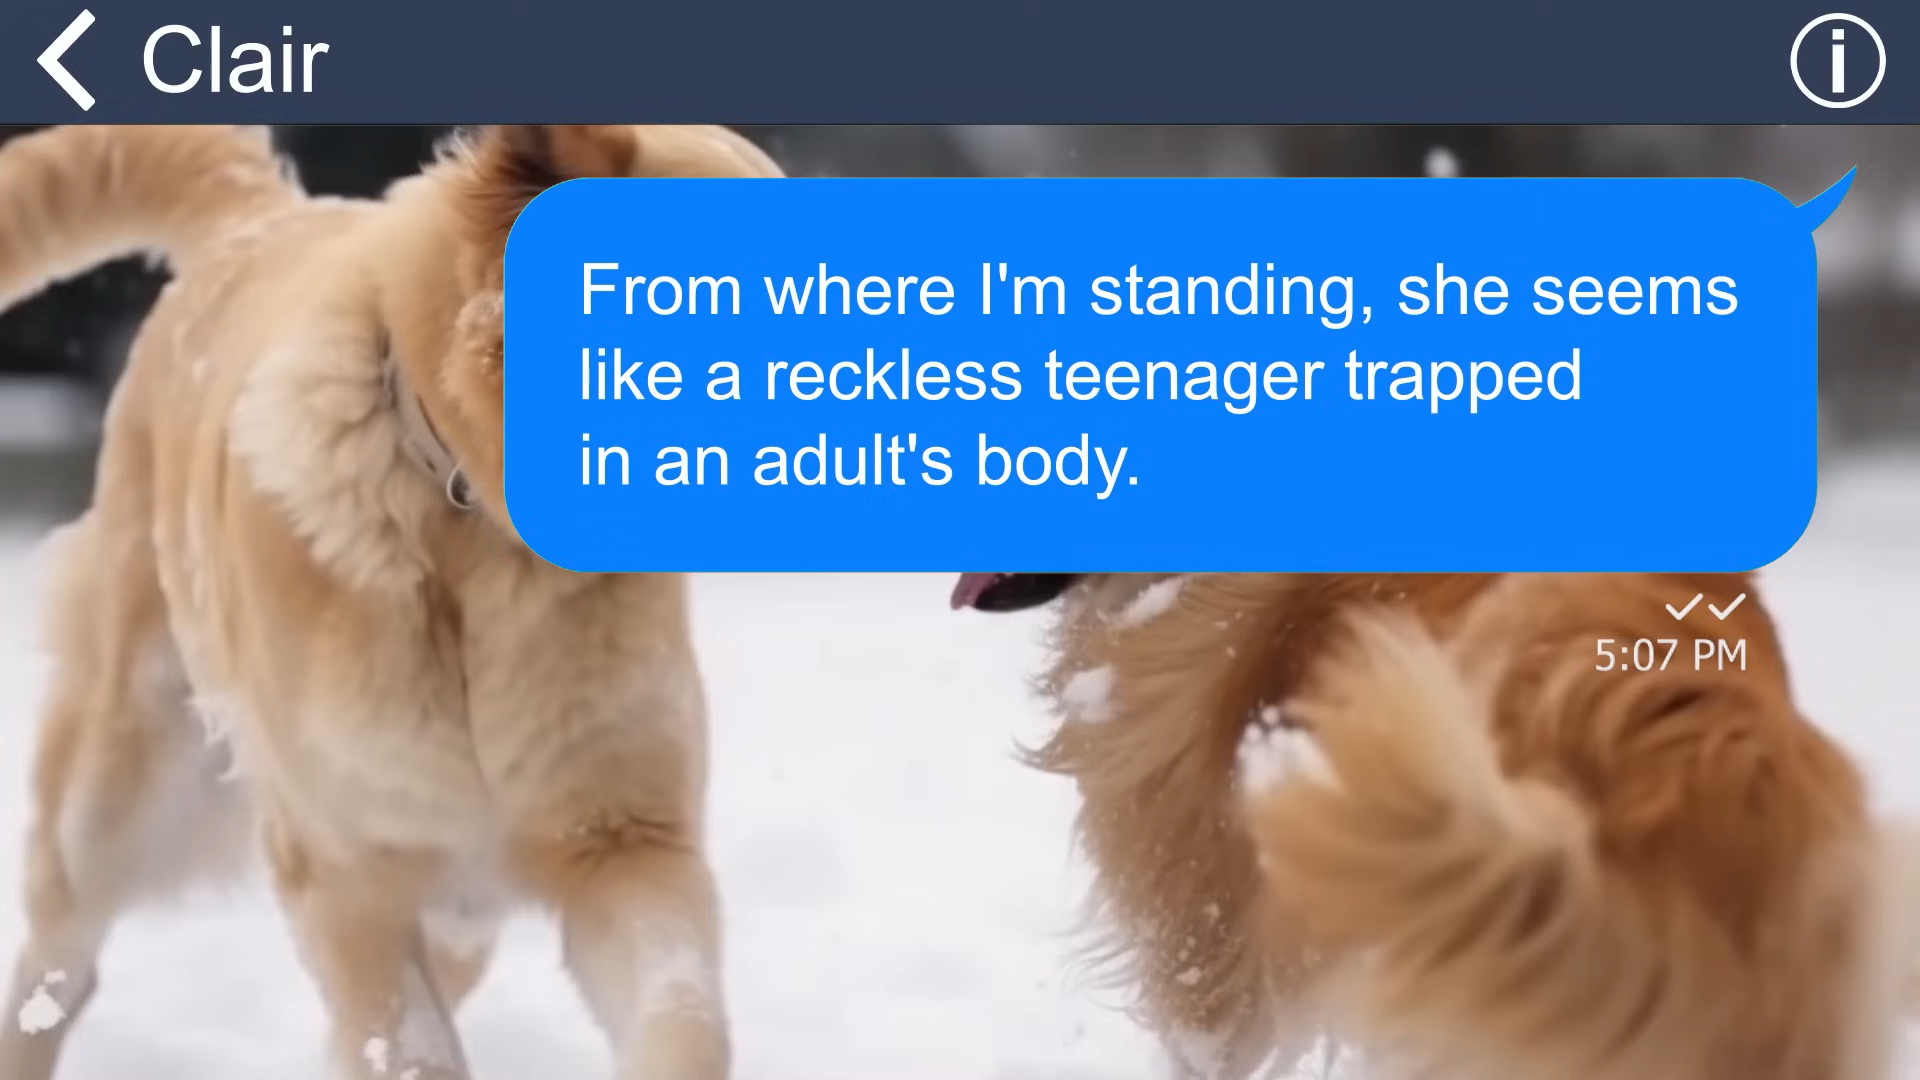 Clair
From where I'm standing, she seems
like a reckless teenager trapped
in an adult's body.
5:07 PM